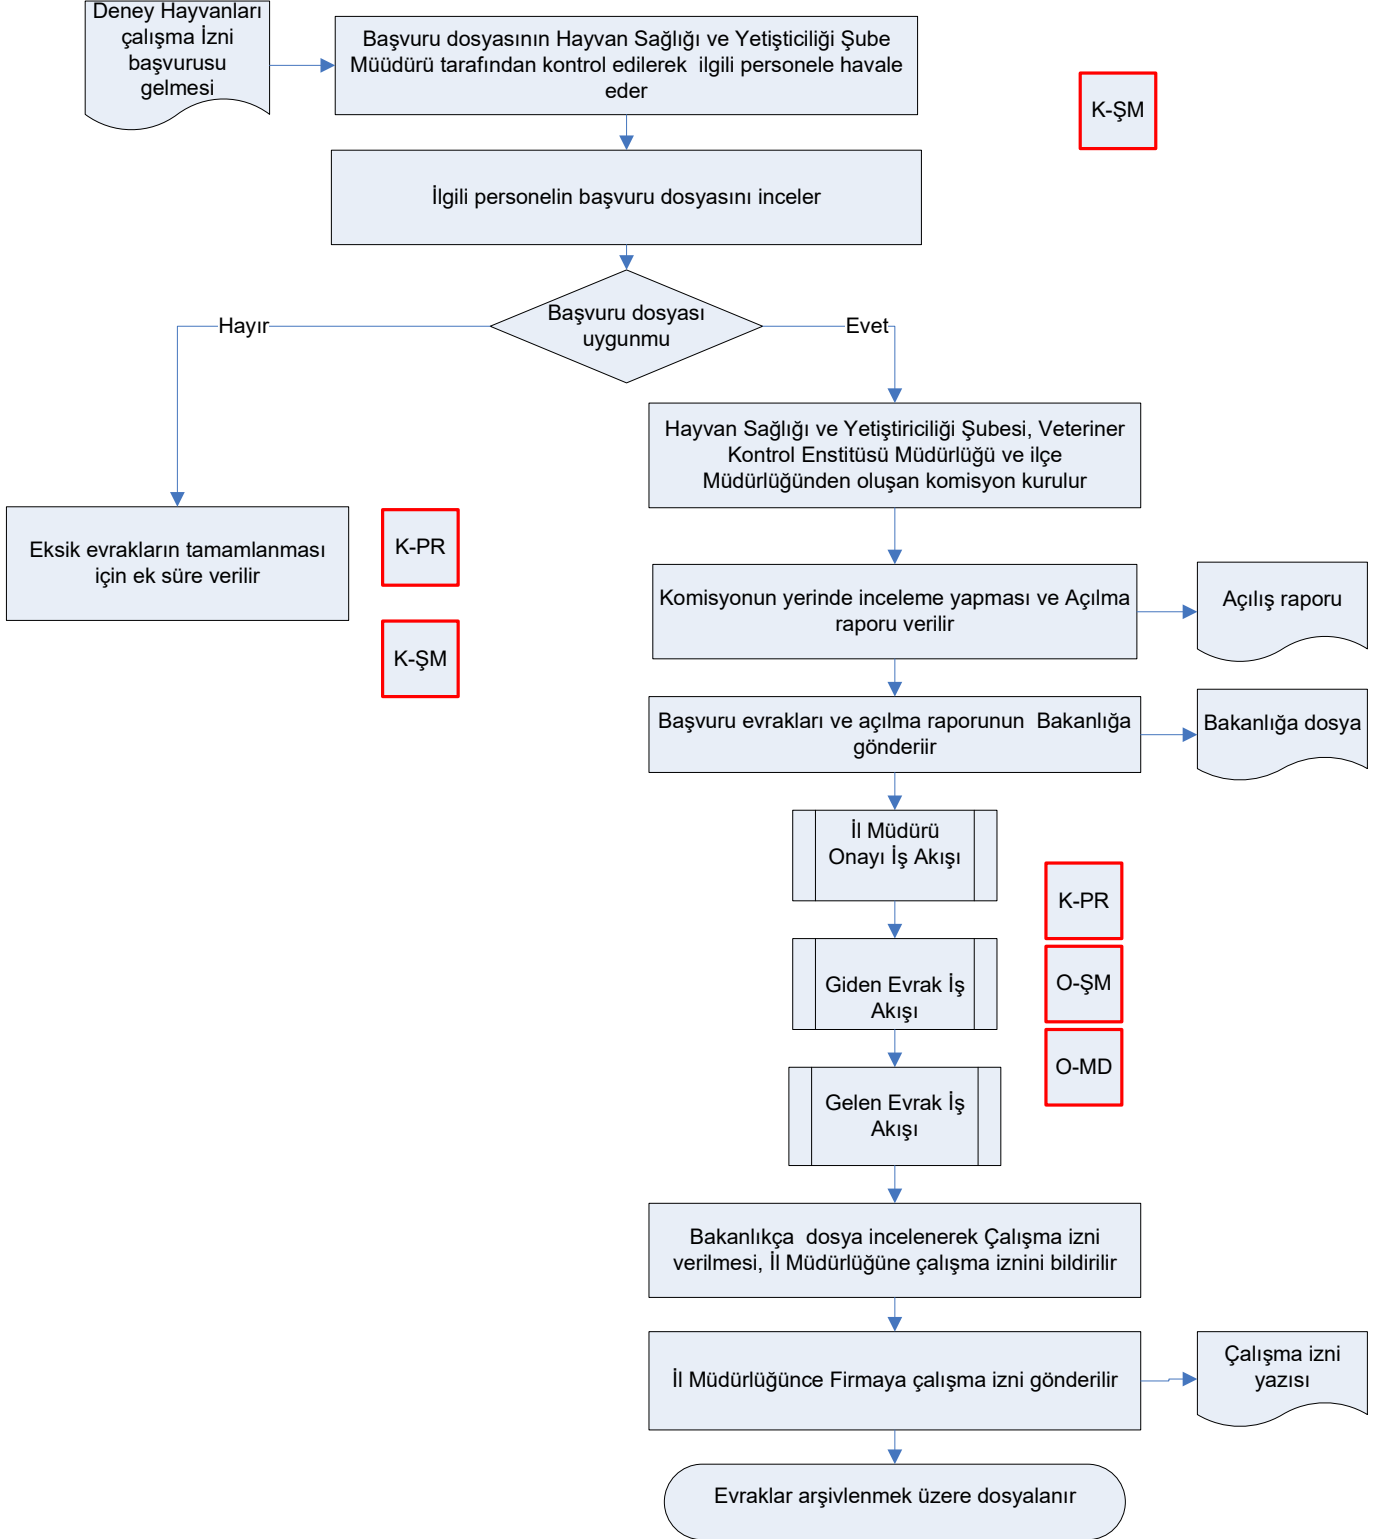 Deney Hayvanları
çalışma İzni
başvurusu
gelmesi
Başvuru dosyasının Hayvan Sağlığı ve Yetişticiliği Şube
Müüdürü tarafından kontrol edilerek ilgili personele havale
eder
K-ŞM
İlgili personelin başvuru dosyasını inceler
Başvuru dosyası
uygunmu
Hayır
Evet
Hayvan Sağlığı ve Yetiştiriciliği Şubesi, Veteriner
Kontrol Enstitüsü Müdürlüğü ve ilçe
Müdürlüğünden oluşan komisyon kurulur
Eksik evrakların tamamlanması
için ek süre verilir
K-PR
K-ŞM
Komisyonun yerinde inceleme yapması ve Açılma
raporu verilir
Açılış raporu
Başvuru evrakları ve açılma raporunun Bakanlığa
gönderiir
Bakanlığa dosya
İl Müdürü
Onayı İş Akışı
K-PR
Giden Evrak İş
Akışı
O-ŞM
O-MD
Gelen Evrak İş
Akışı
Bakanlıkça dosya incelenerek Çalışma izni
verilmesi, İl Müdürlüğüne çalışma iznini bildirilir
İl Müdürlüğünce Firmaya çalışma izni gönderilir
Çalışma izni
yazısı
Evraklar arşivlenmek üzere dosyalanır